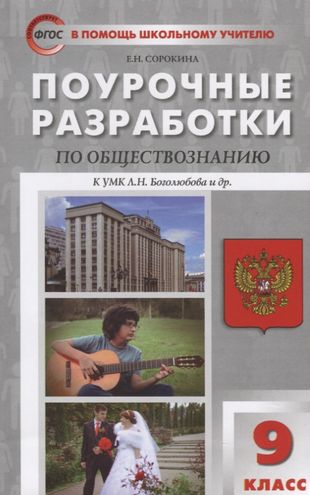 ФГОС
В ПОМОЩЬ ШКОЛЬНОМУ УЧИТЕЛЮ
Е.Н. СОРОКИНА
ПОУРОЧНЫЕ
РАЗРАБОТКИ
ПО ОБЩЕСТВОЗНАНИЮ
К УМК Л.Н. Боголюбова и др.
9
КЛАСС